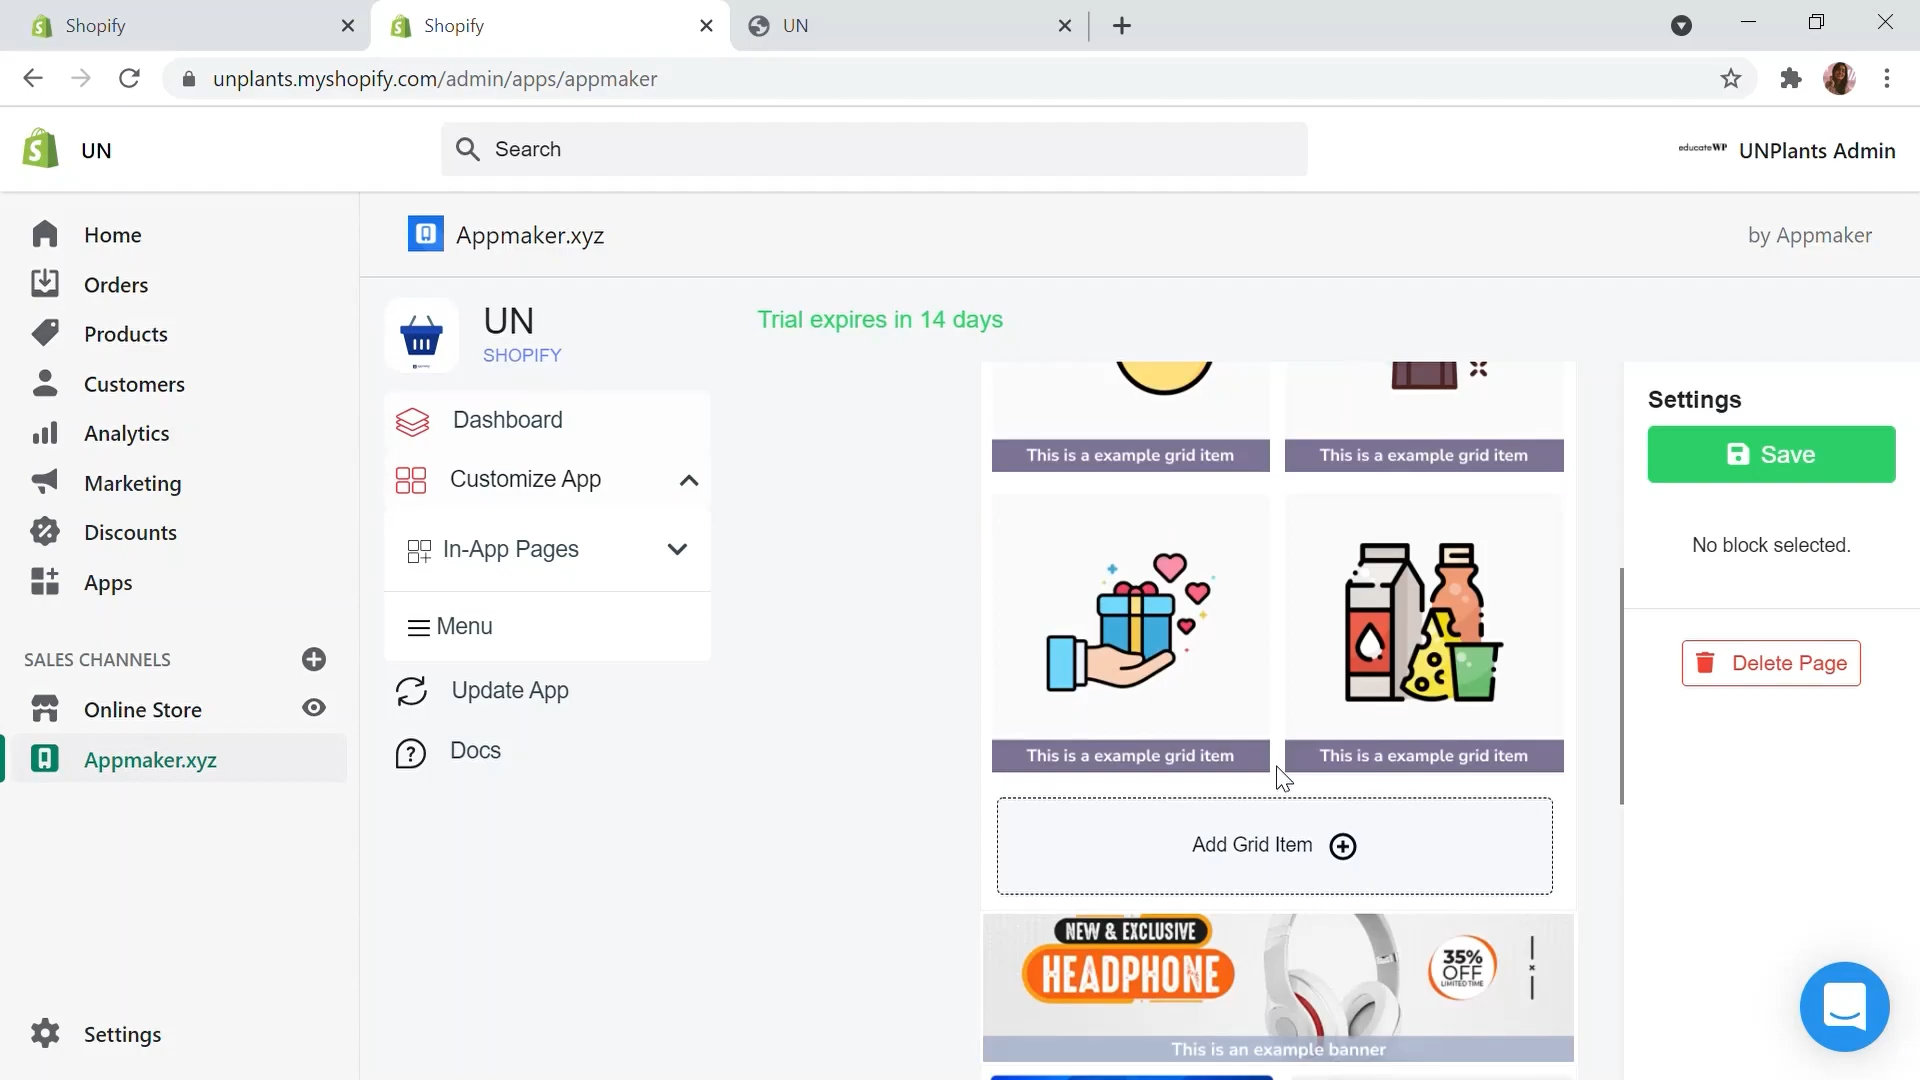 Shopify
Shopify
UN
unplants.myshopify.com/admin/apps/appmaker
UN
Search
educateWP
UNPlants Admin
Home
Orders
Products
Customers
Analytics
Marketing
Discounts
Apps
SALES CHANNELS
Online Store
Appmaker.xyz
Settings
Appmaker.xyz
by Appmaker
UN
SHOPIFY
Trial expires in 14 days
Dashboard
Customize App
In-App Pages
Menu
Update App
Docs
This is a example grid item
This is a example grid item
This is a example grid item
This is a example grid item
Add Grid Item
NEW & EXCLUSIVE
HEADPHONE
35%
OFF
LIMITED TIME
This is an example banner
Settings
Save
No block selected.
Delete Page